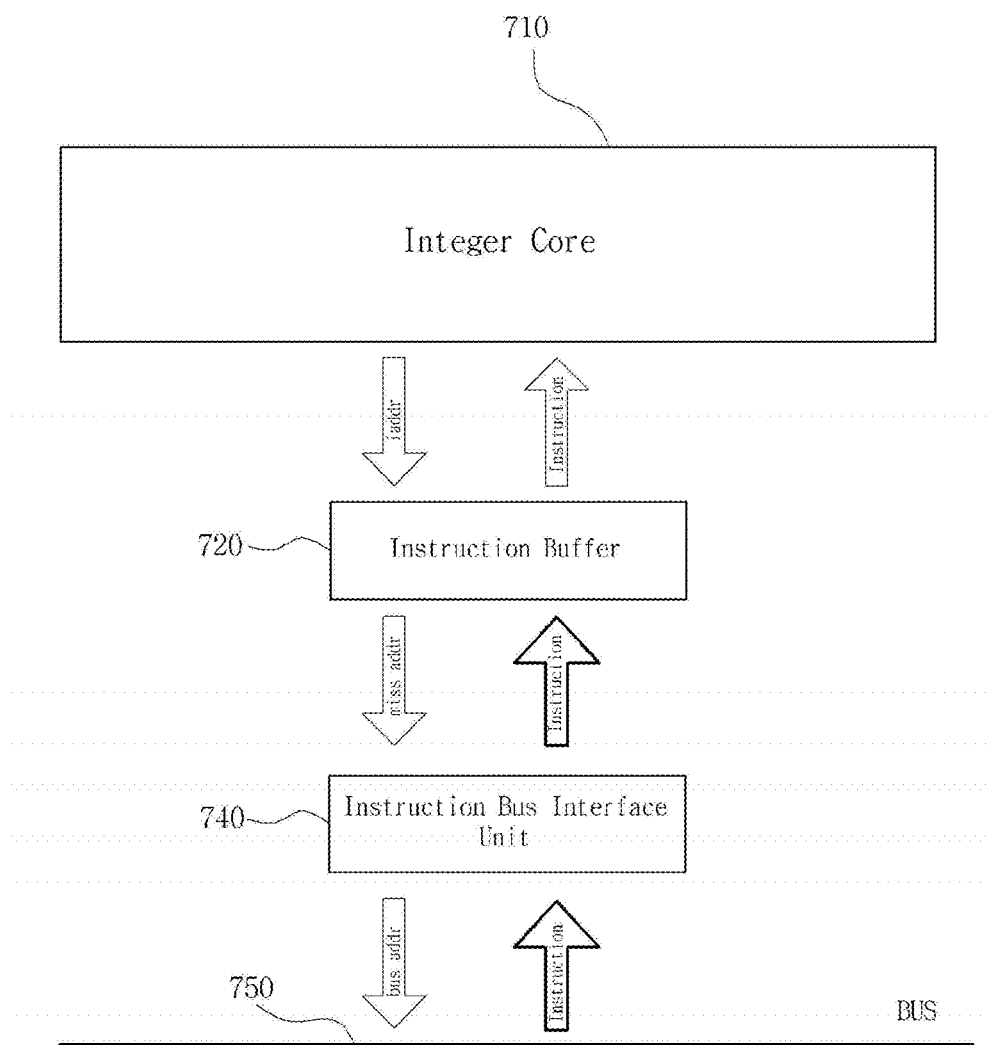 710
Integer Core
iaddr
Instruction
720
Instruction Buffer
miss addr
Instruction
740
Instruction Bus Interface
Unit
bus addr
Instruction
750
BUS